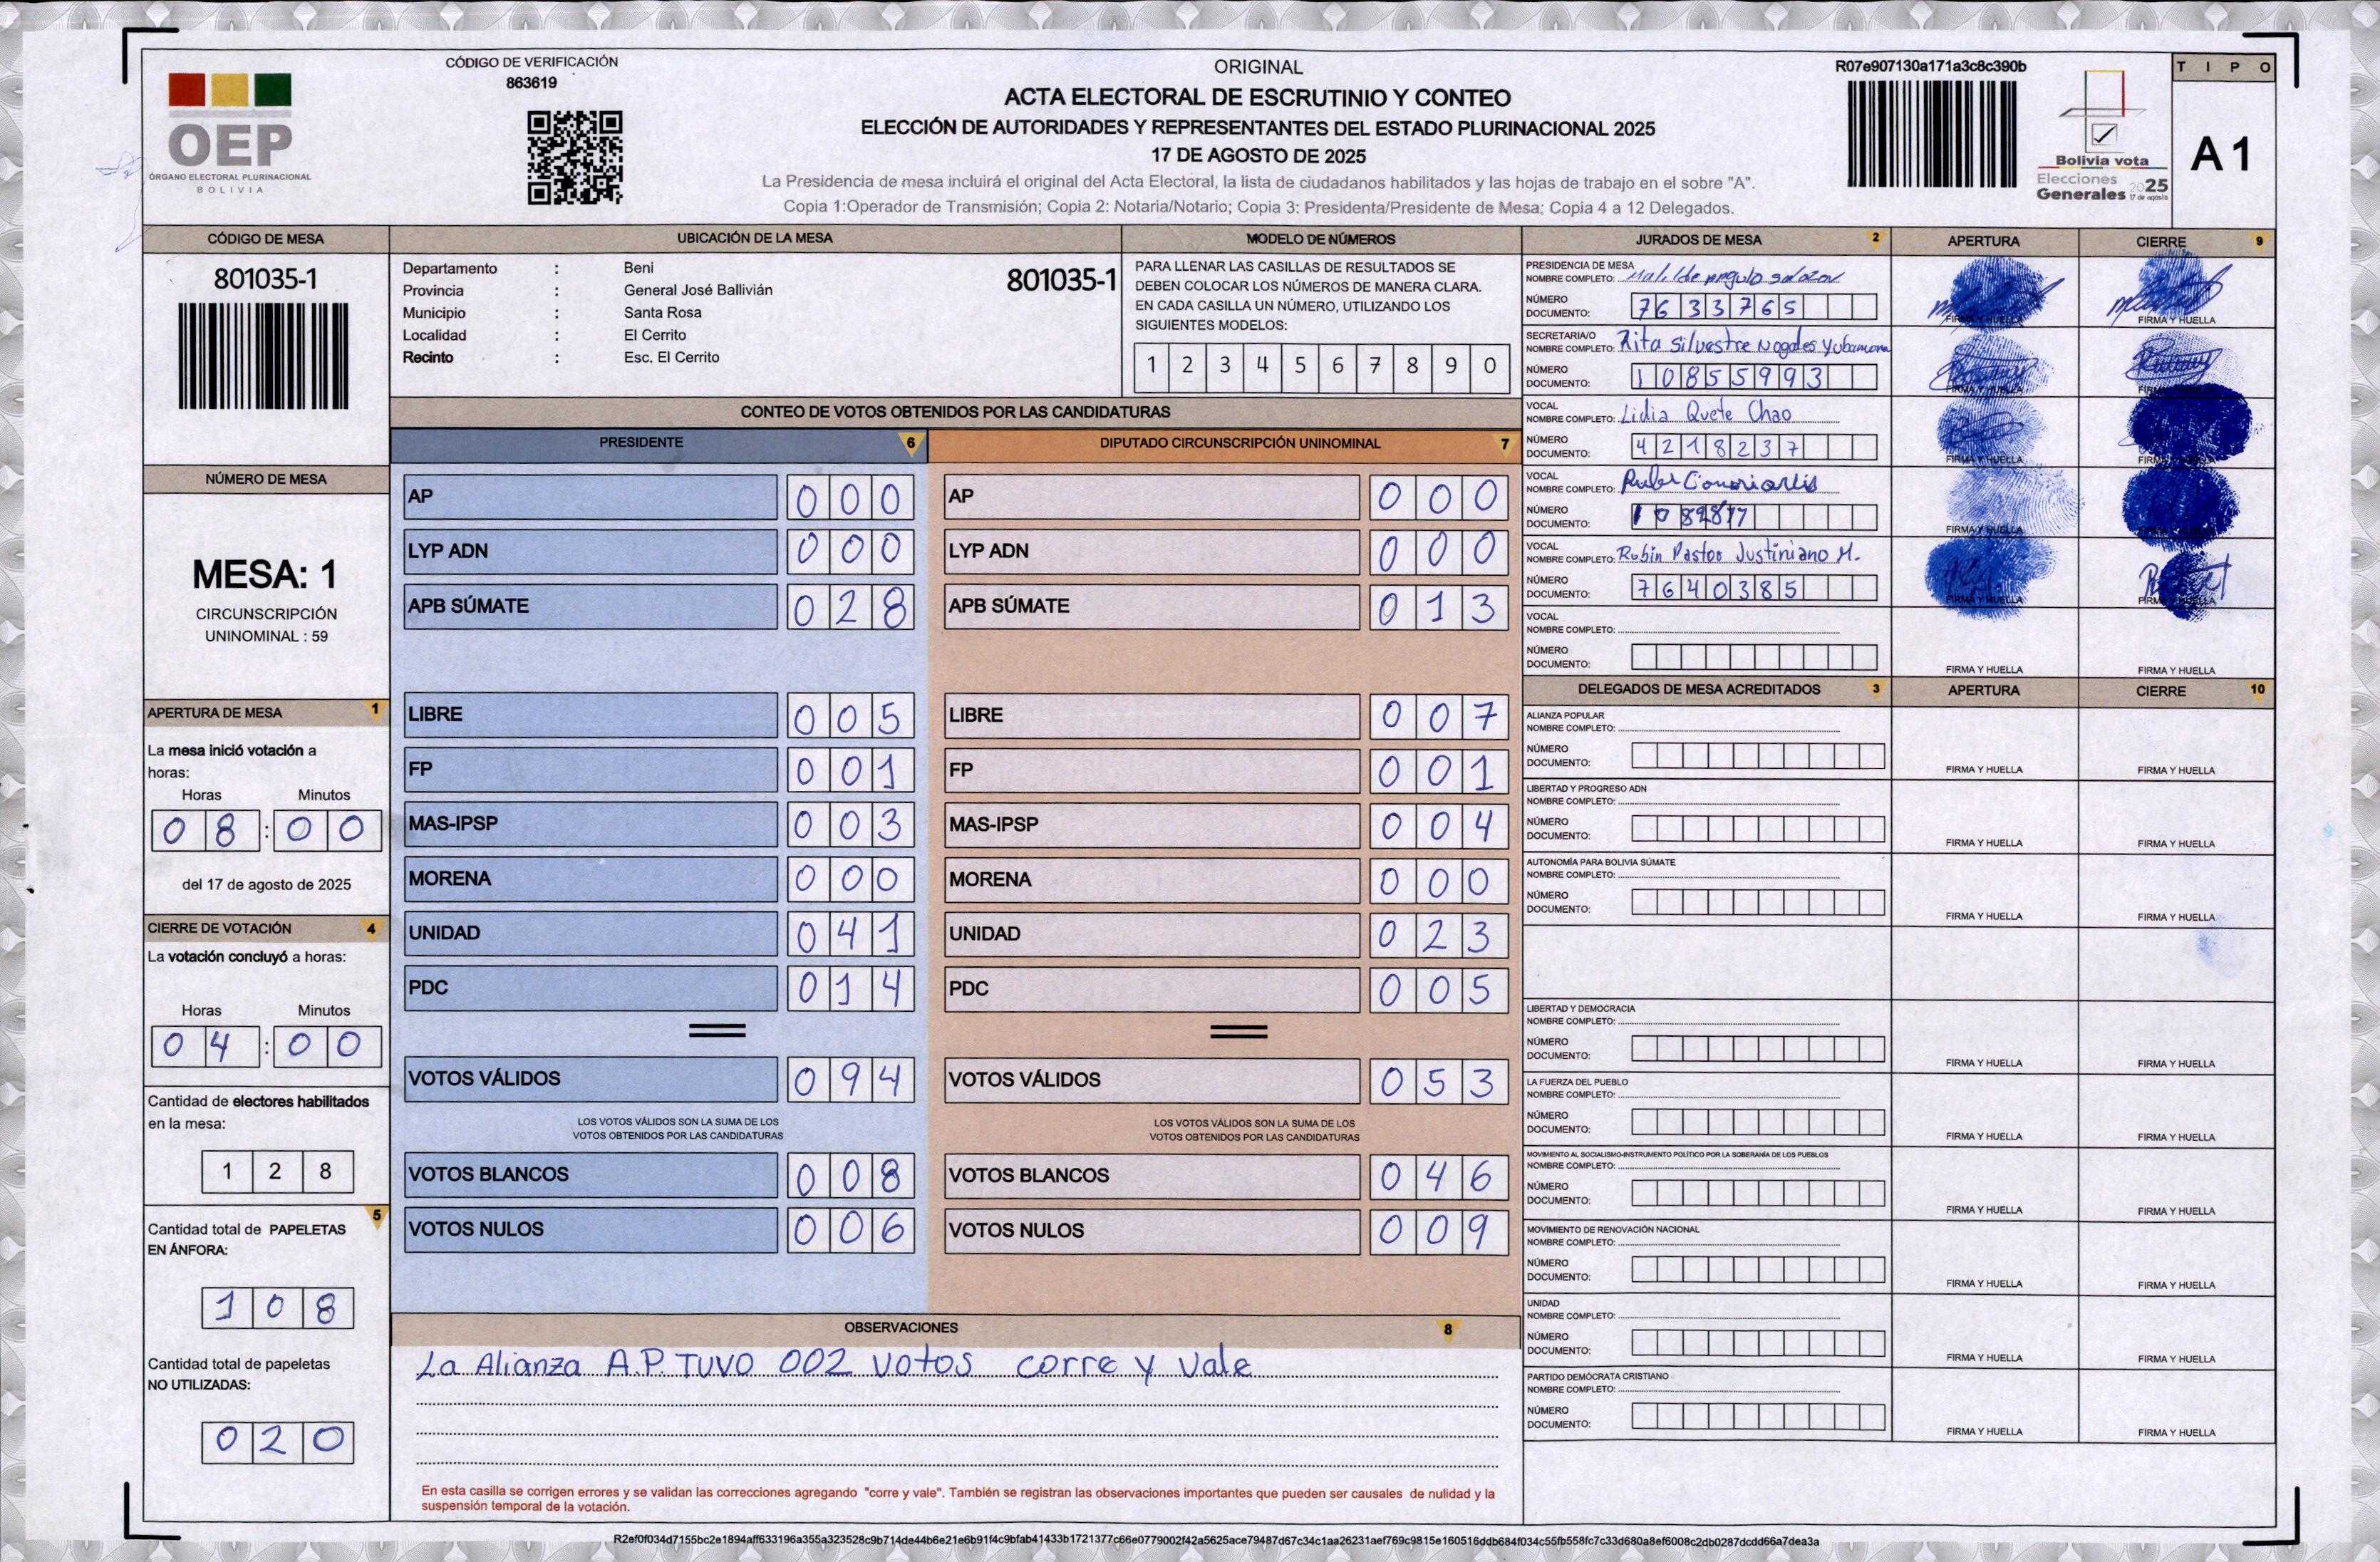 CÓDIGO DE VERIFICACIÓN
863619
OEP
ÓRGANO ELECTORAL PLURINACIONAL
BOLIVIA
ORIGINAL
ACTA ELECTORAL DE ESCRUTINIO Y CONTEO
ELECCIÓN DE AUTORIDADES Y REPRESENTANTES DEL ESTADO PLURINACIONAL 2025
17 DE AGOSTO DE 2025
La Presidencia de mesa incluirá el original del Acta Electoral, la lista de ciudadanos habilitados y las hojas de trabajo en el sobre "A".
Copia 1:Operador de Transmisión; Copia 2: Notaria/Notario; Copia 3: Presidenta/Presidente de Mesa; Copia 4 a 12 Delegados.
R07e907130a171a3c8c390b
Bolivia vota
Elecciones
Generales 2025
17 de agosto
TIPO
A 1
CÓDIGO DE MESA
801035-1
NÚMERO DE MESA
MESA: 1
CIRCUNSCRIPCIÓN
UNINOMINAL : 59
APERTURA DE MESA 1
La mesa inició votación a
horas:
Horas Minutos
08:00
del 17 de agosto de 2025
CIERRE DE VOTACIÓN 4
La votación concluyó a horas:
Horas Minutos
04:00
Cantidad de electores habilitados
en la mesa:
128
5
Cantidad total de PAPELETAS
EN ÁNFORA:
108
Cantidad total de papeletas
NO UTILIZADAS:
020
UBICACIÓN DE LA MESA
Departamento : Beni
Provincia : General José Ballivián
Municipio : Santa Rosa
Localidad : El Cerrito
Recinto : Esc. El Cerrito
801035-1
MODELO DE NÚMEROS
PARA LLENAR LAS CASILLAS DE RESULTADOS SE
DEBEN COLOCAR LOS NÚMEROS DE MANERA CLARA.
EN CADA CASILLA UN NÚMERO, UTILIZANDO LOS
SIGUIENTES MODELOS:
1 2 3 4 5 6 7 8 9 0
CONTEO DE VOTOS OBTENIDOS POR LAS CANDIDATURAS
PRESIDENTE 6
AP 000
LYP ADN 000
APB SÚMATE 028
LIBRE 005
FP 001
MAS-IPSP 003
MORENA 000
UNIDAD 041
PDC 014
VOTOS VÁLIDOS 094
LOS VOTOS VÁLIDOS SON LA SUMA DE LOS
VOTOS OBTENIDOS POR LAS CANDIDATURAS
VOTOS BLANCOS 008
VOTOS NULOS 006
DIPUTADO CIRCUNSCRIPCIÓN UNINOMINAL 7
AP 000
LYP ADN 000
APB SÚMATE 013
LIBRE 007
FP 001
MAS-IPSP 004
MORENA 000
UNIDAD 023
PDC 005
VOTOS VÁLIDOS 053
LOS VOTOS VÁLIDOS SON LA SUMA DE LOS
VOTOS OBTENIDOS POR LAS CANDIDATURAS
VOTOS BLANCOS 046
VOTOS NULOS 009
OBSERVACIONES 8
La Alianza A.P. TUVO 002 votos corre y vale
En esta casilla se corrigen errores y se validan las correcciones agregando "corre y vale". También se registran las observaciones importantes que pueden ser causales de nulidad y la
suspensión temporal de la votación.
JURADOS DE MESA 2 APERTURA CIERRE 9
PRESIDENCIA DE MESA
NOMBRE COMPLETO:
NÚMERO
DOCUMENTO: 7633765
FIRMA Y HUELLA FIRMA Y HUELLA
SECRETARIA/O
NOMBRE COMPLETO: Rita Silvestre Nogales
NÚMERO
DOCUMENTO: 10855993
FIRMA Y HUELLA FIRMA Y HUELLA
VOCAL
NOMBRE COMPLETO: Lidia Quete Chao
NÚMERO
DOCUMENTO: 4218237
FIRMA Y HUELLA FIRMA Y HUELLA
VOCAL
NOMBRE COMPLETO:
NÚMERO
DOCUMENTO:
FIRMA Y HUELLA
VOCAL
NOMBRE COMPLETO: Rubin Pastor Justiniano M.
NÚMERO
DOCUMENTO: 7640385
FIRMA Y HUELLA FIRMA Y HUELLA
VOCAL
NOMBRE COMPLETO:
NÚMERO
DOCUMENTO:
FIRMA Y HUELLA FIRMA Y HUELLA
DELEGADOS DE MESA ACREDITADOS 3 APERTURA CIERRE 10
ALIANZA POPULAR
NOMBRE COMPLETO:
NÚMERO
DOCUMENTO:
FIRMA Y HUELLA FIRMA Y HUELLA
LIBERTAD Y PROGRESO ADN
NOMBRE COMPLETO:
NÚMERO
DOCUMENTO:
FIRMA Y HUELLA FIRMA Y HUELLA
AUTONOMÍA PARA BOLIVIA SÚMATE
NOMBRE COMPLETO:
NÚMERO
DOCUMENTO:
FIRMA Y HUELLA FIRMA Y HUELLA
LIBERTAD Y DEMOCRACIA
NOMBRE COMPLETO:
NÚMERO
DOCUMENTO:
FIRMA Y HUELLA FIRMA Y HUELLA
LA FUERZA DEL PUEBLO
NOMBRE COMPLETO:
NÚMERO
DOCUMENTO:
FIRMA Y HUELLA FIRMA Y HUELLA
MOVIMIENTO AL SOCIALISMO-INSTRUMENTO POLÍTICO POR LA SOBERANÍA DE LOS PUEBLOS
NOMBRE COMPLETO:
NÚMERO
DOCUMENTO:
FIRMA Y HUELLA FIRMA Y HUELLA
MOVIMIENTO DE RENOVACIÓN NACIONAL
NOMBRE COMPLETO:
NÚMERO
DOCUMENTO:
FIRMA Y HUELLA FIRMA Y HUELLA
UNIDAD
NOMBRE COMPLETO:
NÚMERO
DOCUMENTO:
FIRMA Y HUELLA FIRMA Y HUELLA
PARTIDO DEMÓCRATA CRISTIANO
NOMBRE COMPLETO:
NÚMERO
DOCUMENTO:
FIRMA Y HUELLA FIRMA Y HUELLA